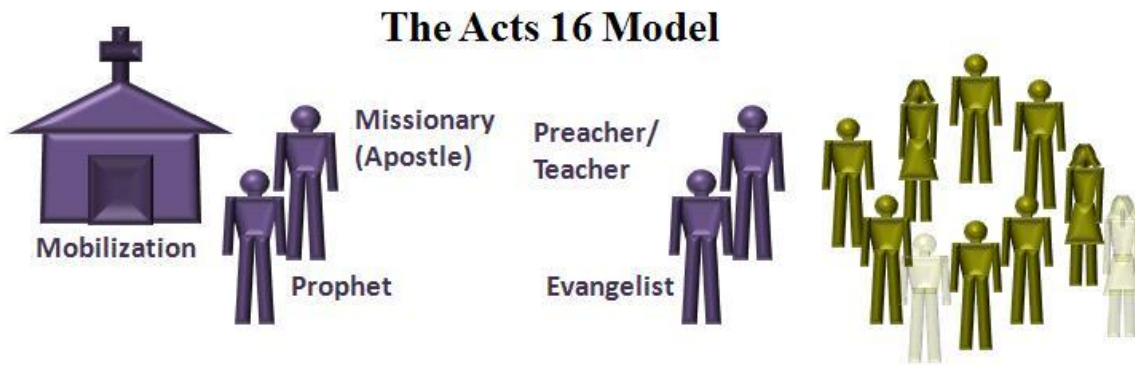 The Acts 16 Model
Missionary
(Apostle)
Preacher/
Teacher
Mobilization
Prophet
Evangelist